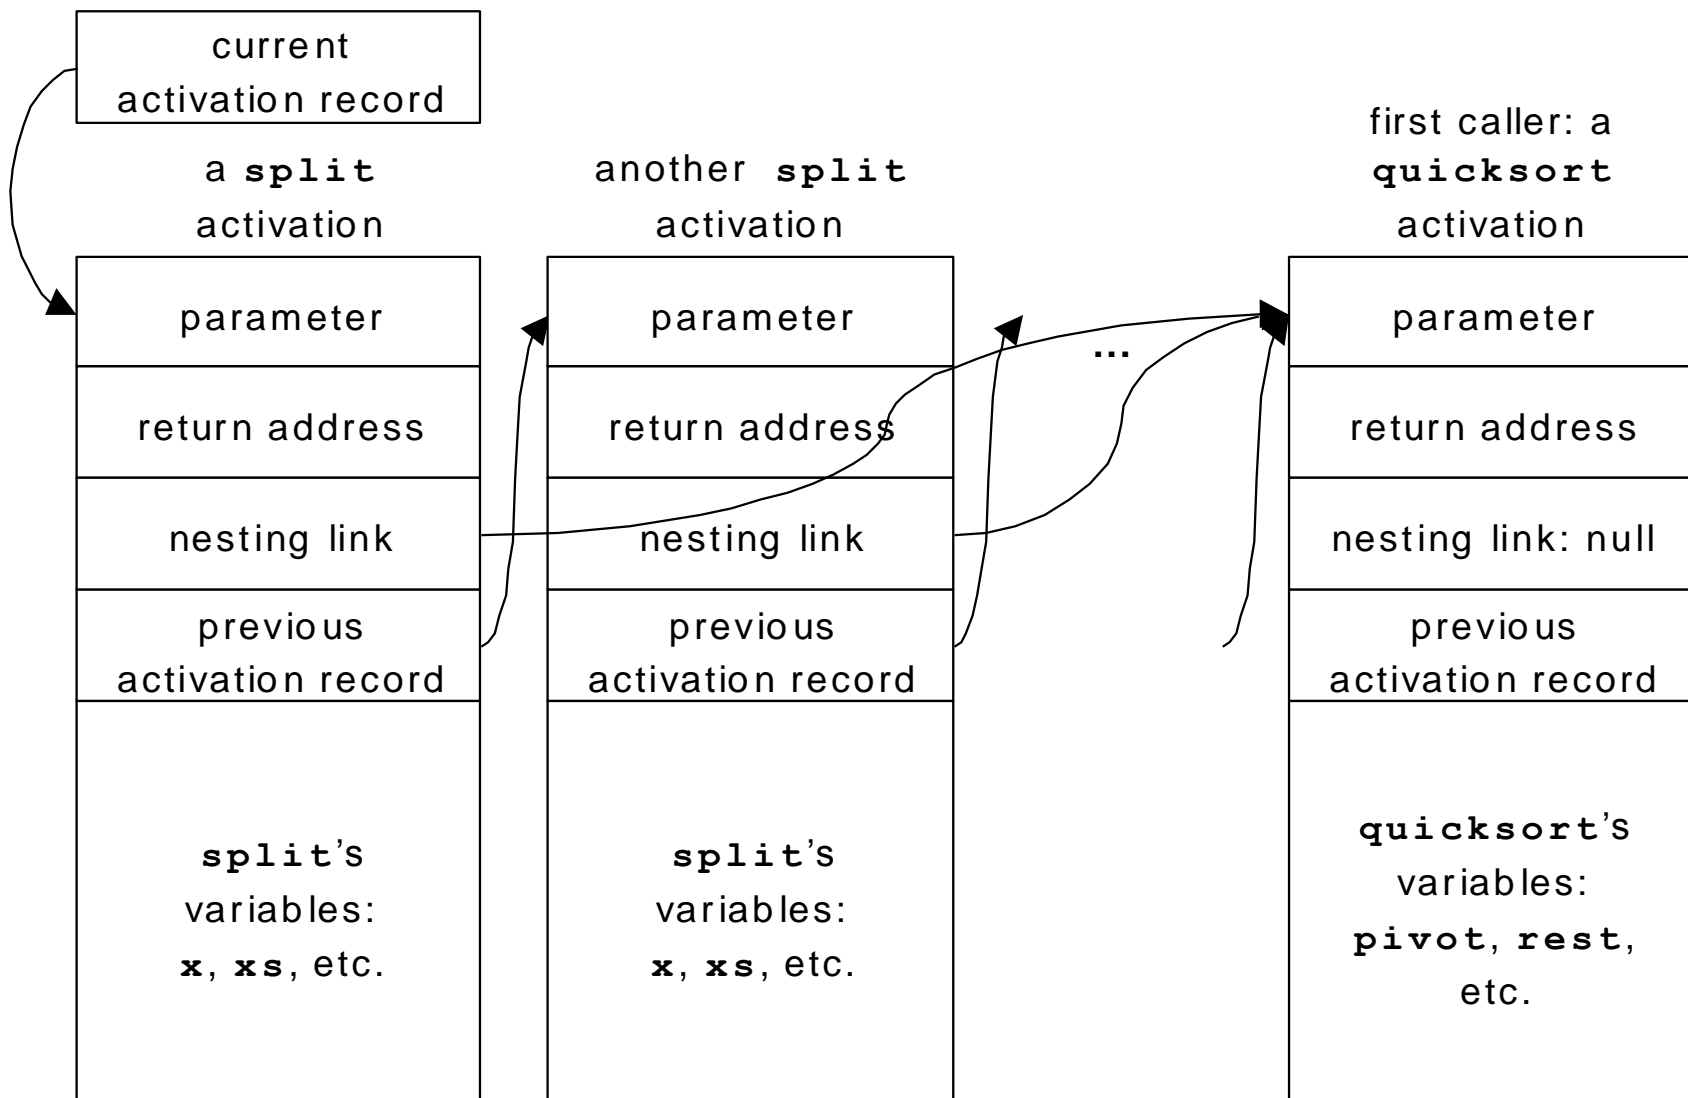 current
activation record
a split
activation
another split
activation
first caller: a
quicksort
activation
parameter
return address
nesting link
previous
activation record
split's
variables:
x, xs, etc.
parameter
return address
nesting link
previous
activation record
split's
variables:
x, xs, etc.
...
parameter
return address
nesting link: null
previous
activation record
quicksort's
variables:
pivot, rest,
etc.